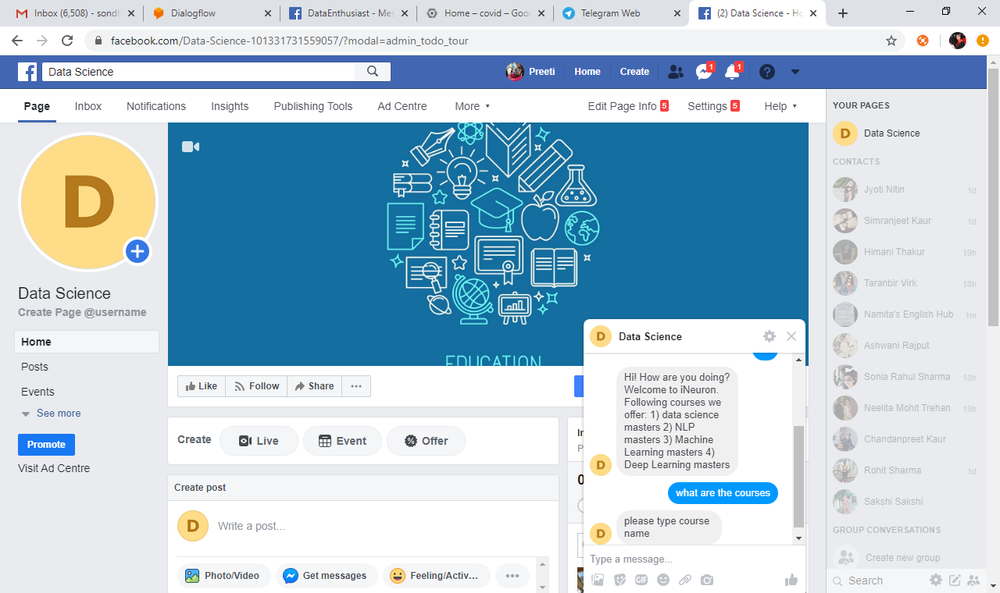 Inbox (6,508) - sondh
Dialogflow
DataEnthusiast - Mes
Home – covid – Goo
Telegram Web
(2) Data Science - Ho
facebook.com/Data-Science-101331731559057/?modal=admin_todo_tour
Data Science
Preeti
Home
Create
1
1
Page
Inbox
Notifications
Insights
Publishing Tools
Ad Centre
More
Edit Page Info 5
Settings 5
Help
D
Data Science
Create Page @username
Home
Posts
Events
See more
Promote
Visit Ad Centre
EDUCATION
Like
Follow
Share
Create
Live
Event
Offer
Create post
D
Write a post...
Photo/Video
Get messages
Feeling/Activ...
D
Data Science
Hi! How are you doing?
Welcome to iNeuron.
Following courses we
offer: 1) data science
masters 2) NLP
masters 3) Machine
Learning masters 4)
Deep Learning masters
D
what are the courses
please type course
name
D
Type a message...
GIF
YOUR PAGES
D
Data Science
CONTACTS
Jyoti Nitin 1d
Simranjeet Kaur 1d
Himani Thakur 19h
Taranbir Virk 18h
Namita's English Hub 1m
Ashwani Rajput
Sonia Rahul Sharma 18h
Neelita Mohit Trehan 19h
Chandanpreet Kaur
Rohit Sharma 1d
Sakshi Sakshi
GROUP CONVERSATIONS
Create new group
Search